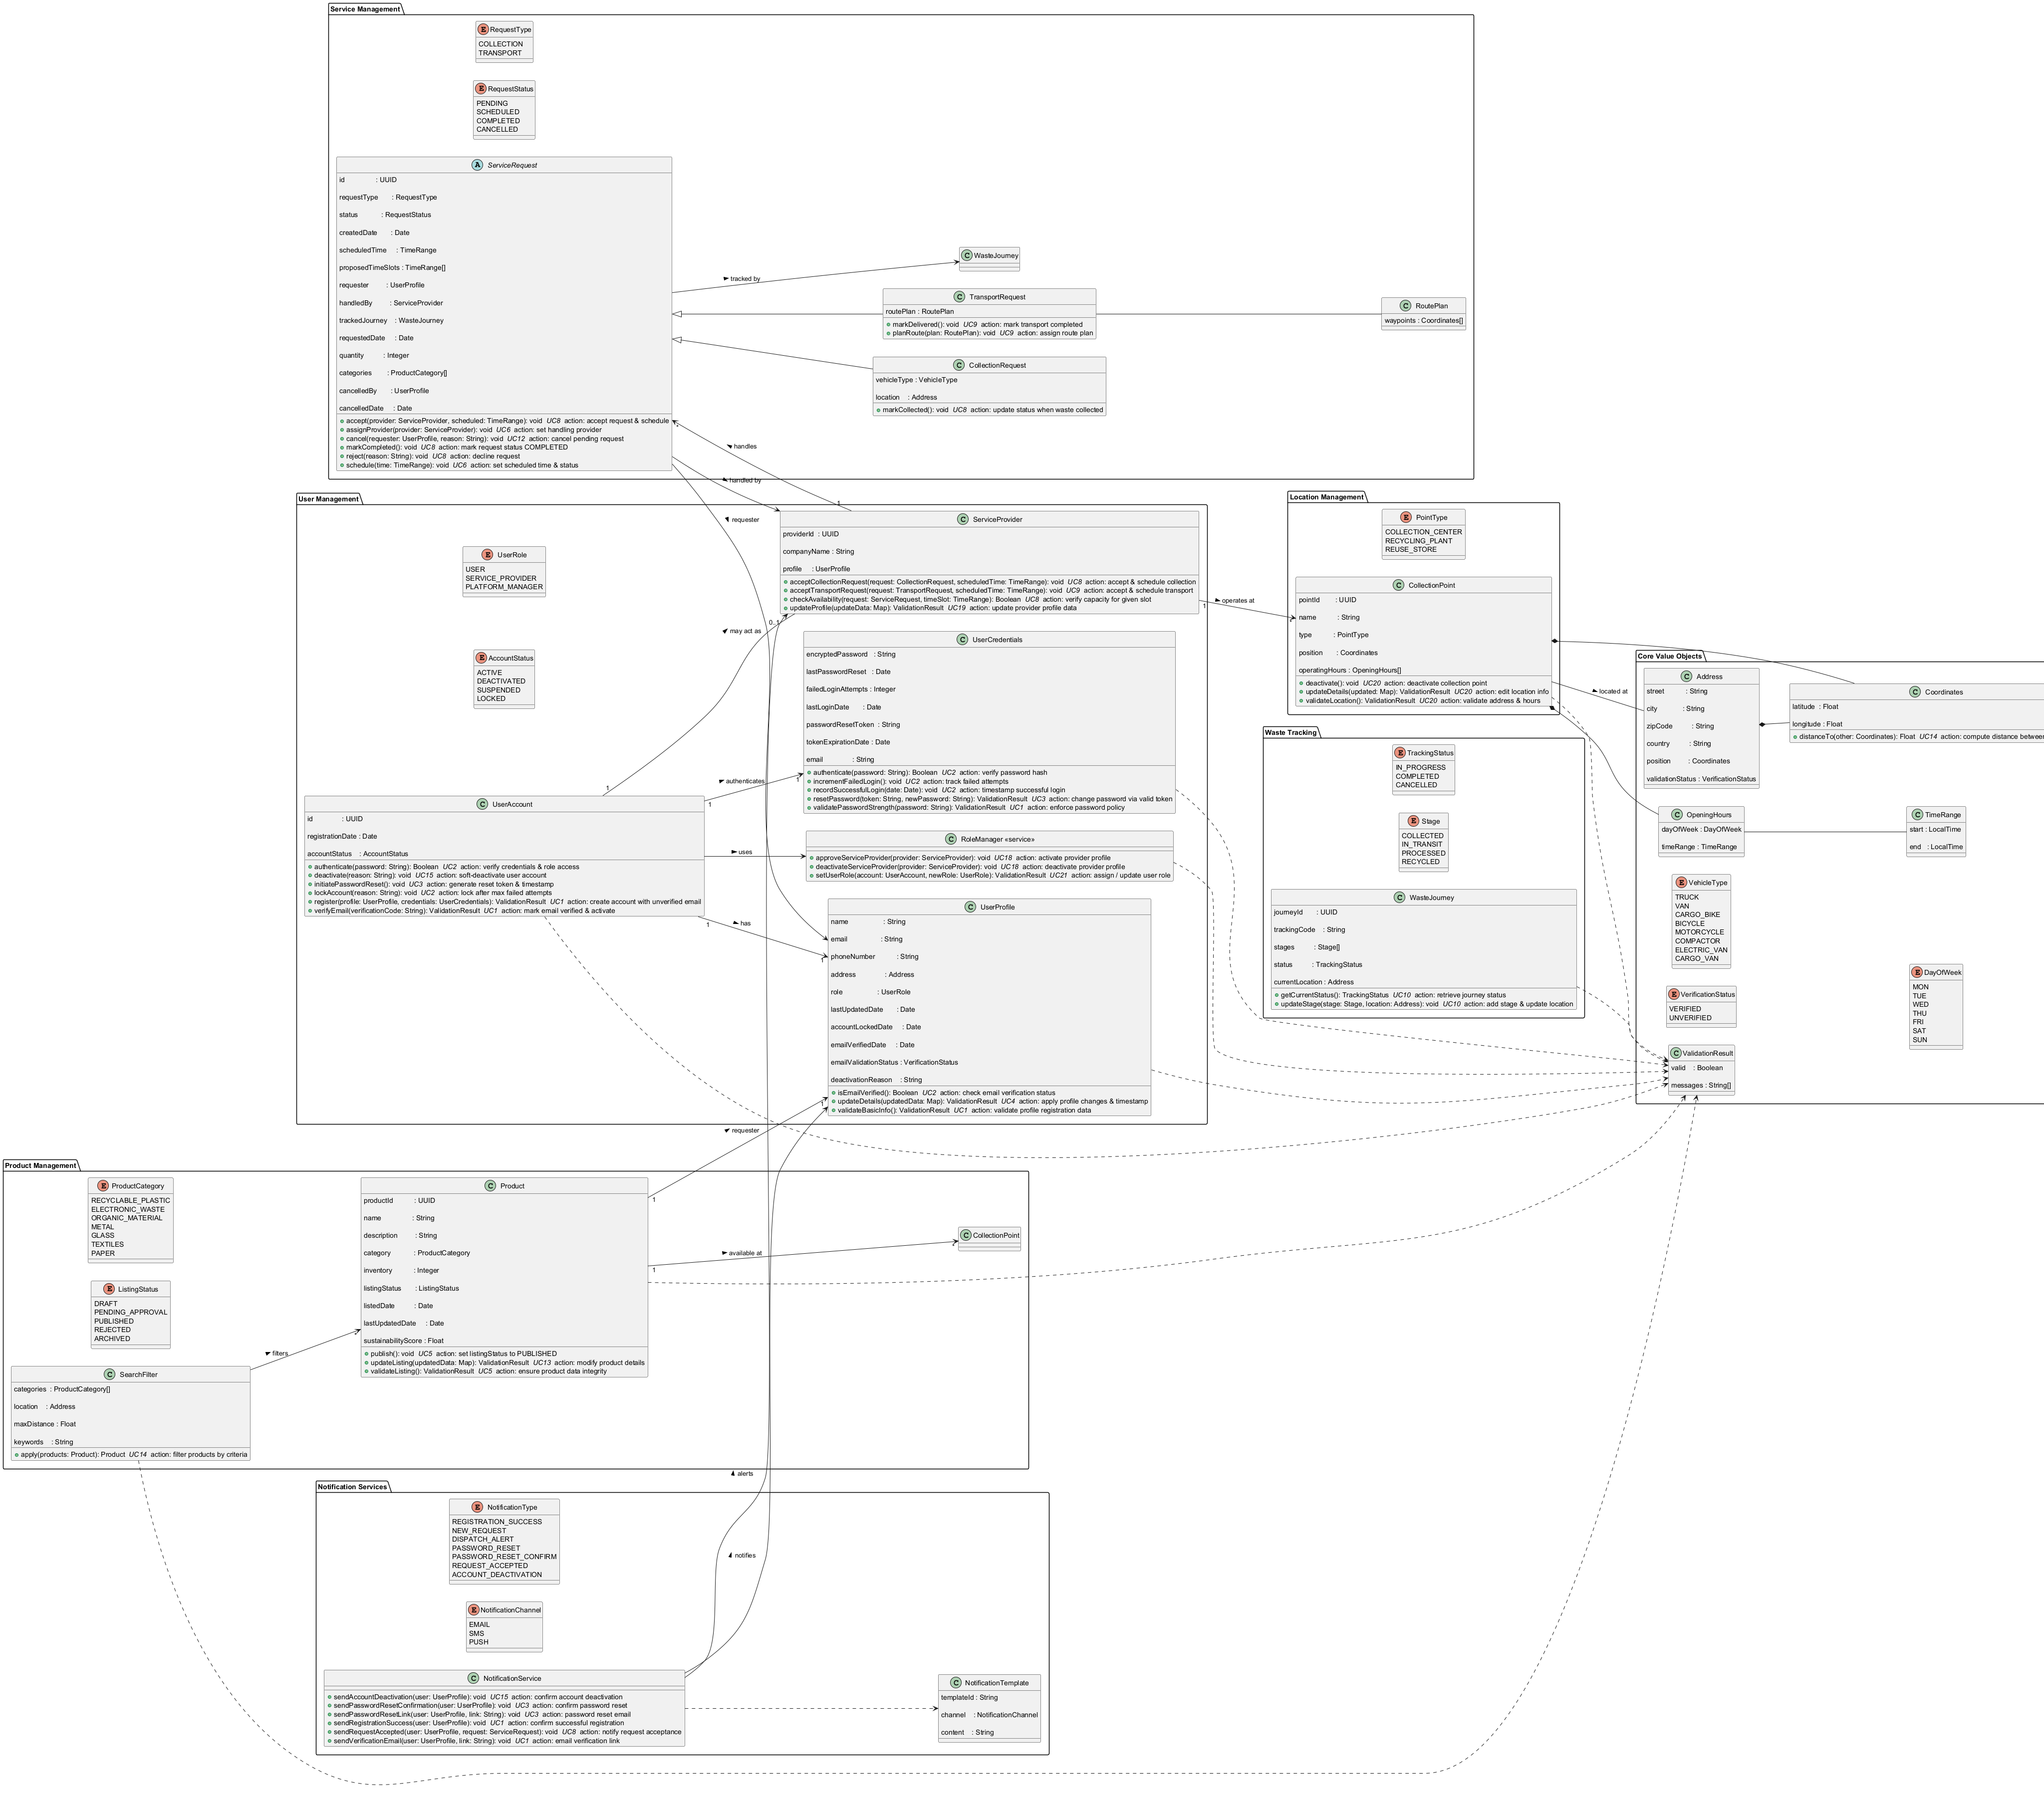 Service Management
E RequestType
COLLECTION
TRANSPORT
E RequestStatus
PENDING
SCHEDULED
COMPLETED
CANCELLED
A ServiceRequest
id : UUID
requestType : RequestType
status : RequestStatus
createdDate : Date
scheduledTime : TimeRange
proposedTimeSlots : TimeRange[]
requester : UserProfile
handledBy : ServiceProvider
trackedJourney : WasteJourney
requestedDate : Date
quantity : Integer
categories : ProductCategory[]
cancelledBy : UserProfile
cancelledDate : Date
accept(provider: ServiceProvider, scheduled: TimeRange): void UC8 action: accept request & schedule
assignProvider(provider: ServiceProvider): void UC6 action: set handling provider
cancel(requester: UserProfile, reason: String): void UC12 action: cancel pending request
markCompleted(): void UC8 action: mark request status COMPLETED
reject(reason: String): void UC8 action: decline request
schedule(time: TimeRange): void UC6 action: set scheduled time & status
tracked by
C WasteJourney
C TransportRequest
routePlan : RoutePlan
markDelivered(): void UC9 action: mark transport completed
planRoute(plan: RoutePlan): void UC9 action: assign route plan
C RoutePlan
waypoints : Coordinates[]
C CollectionRequest
vehicleType : VehicleType
location : Address
markCollected(): void UC8 action: update status when waste collected
*
handles
handled by
1
requester
User Management
E UserRole
USER
SERVICE_PROVIDER
PLATFORM_MANAGER
E AccountStatus
ACTIVE
DEACTIVATED
SUSPENDED
LOCKED
C ServiceProvider
providerId : UUID
companyName : String
profile : UserProfile
acceptCollectionRequest(request: CollectionRequest, scheduledTime: TimeRange): void UC8 action: accept & schedule collection
acceptTransportRequest(request: TransportRequest, scheduledTime: TimeRange): void UC9 action: accept & schedule transport
checkAvailability(request: ServiceRequest, timeSlot: TimeRange): Boolean UC8 action: verify capacity for given slot
updateProfile(updateData: Map): ValidationResult UC19 action: update provider profile data
0..1
may act as
1
operates at
*
C UserCredentials
encryptedPassword : String
lastPasswordReset : Date
failedLoginAttempts : Integer
lastLoginDate : Date
passwordResetToken : String
tokenExpirationDate : Date
email : String
authenticate(password: String): Boolean UC2 action: verify password hash
incrementFailedLogin(): void UC2 action: track failed attempts
recordSuccessfulLogin(date: Date): void UC2 action: timestamp successful login
resetPassword(token: String, newPassword: String): ValidationResult UC3 action: change password via valid token
validatePasswordStrength(password: String): ValidationResult UC1 action: enforce password policy
1
authenticates
1
1
C UserAccount
id : UUID
registrationDate : Date
accountStatus : AccountStatus
authenticate(password: String): Boolean UC2 action: verify credentials & role access
deactivate(reason: String): void UC15 action: soft-deactivate user account
initiatePasswordReset(): void UC3 action: generate reset token & timestamp
lockAccount(reason: String): void UC2 action: lock after max failed attempts
register(profile: UserProfile, credentials: UserCredentials): ValidationResult UC1 action: create account with unverified email
verifyEmail(verificationCode: String): ValidationResult UC1 action: mark email verified & activate
uses
C RoleManager «service»
approveServiceProvider(provider: ServiceProvider): void UC18 action: activate provider profile
deactivateServiceProvider(provider: ServiceProvider): void UC18 action: deactivate provider profile
setUserRole(account: UserAccount, newRole: UserRole): ValidationResult UC21 action: assign / update user role
1
has
1
C UserProfile
name : String
email : String
phoneNumber : String
address : Address
role : UserRole
lastUpdatedDate : Date
accountLockedDate : Date
emailVerifiedDate : Date
emailValidationStatus : VerificationStatus
deactivationReason : String
isEmailVerified(): Boolean UC2 action: check email verification status
updateDetails(updatedData: Map): ValidationResult UC4 action: apply profile changes & timestamp
validateBasicInfo(): ValidationResult UC1 action: validate profile registration data
1
requester
Location Management
E PointType
COLLECTION_CENTER
RECYCLING_PLANT
REUSE_STORE
C CollectionPoint
pointId : UUID
name : String
type : PointType
position : Coordinates
operatingHours : OpeningHours[]
deactivate(): void UC20 action: deactivate collection point
updateDetails(updated: Map): ValidationResult UC20 action: edit location info
validateLocation(): ValidationResult UC20 action: validate address & hours
located at
Waste Tracking
E TrackingStatus
IN_PROGRESS
COMPLETED
CANCELLED
E Stage
COLLECTED
IN_TRANSIT
PROCESSED
RECYCLED
C WasteJourney
journeyId : UUID
trackingCode : String
stages : Stage[]
status : TrackingStatus
currentLocation : Address
getCurrentStatus(): TrackingStatus UC10 action: retrieve journey status
updateStage(stage: Stage, location: Address): void UC10 action: add stage & update location
Core Value Objects
C Address
street : String
city : String
zipCode : String
country : String
position : Coordinates
validationStatus : VerificationStatus
C Coordinates
latitude : Float
longitude : Float
distanceTo(other: Coordinates): Float UC14 action: compute distance between
C OpeningHours
dayOfWeek : DayOfWeek
timeRange : TimeRange
C TimeRange
start : LocalTime
end : LocalTime
E VehicleType
TRUCK
VAN
CARGO_BIKE
BICYCLE
MOTORCYCLE
COMPACTOR
ELECTRIC_VAN
CARGO_VAN
E VerificationStatus
VERIFIED
UNVERIFIED
E DayOfWeek
MON
TUE
WED
THU
FRI
SAT
SUN
C ValidationResult
valid : Boolean
messages : String[]
Product Management
E ProductCategory
RECYCLABLE_PLASTIC
ELECTRONIC_WASTE
ORGANIC_MATERIAL
METAL
GLASS
TEXTILES
PAPER
E ListingStatus
DRAFT
PENDING_APPROVAL
PUBLISHED
REJECTED
ARCHIVED
C SearchFilter
categories : ProductCategory[]
location : Address
maxDistance : Float
keywords : String
apply(products: Product): Product UC14 action: filter products by criteria
filters
*
C Product
productId : UUID
name : String
description : String
category : ProductCategory
inventory : Integer
listingStatus : ListingStatus
listedDate : Date
lastUpdatedDate : Date
sustainabilityScore : Float
publish(): void UC5 action: set listingStatus to PUBLISHED
updateListing(updatedData: Map): ValidationResult UC13 action: modify product details
validateListing(): ValidationResult UC5 action: ensure product data integrity
1
1
available at
*
C CollectionPoint
alerts
Notification Services
E NotificationType
REGISTRATION_SUCCESS
NEW_REQUEST
DISPATCH_ALERT
PASSWORD_RESET
PASSWORD_RESET_CONFIRM
REQUEST_ACCEPTED
ACCOUNT_DEACTIVATION
notifies
E NotificationChannel
EMAIL
SMS
PUSH
C NotificationService
sendAccountDeactivation(user: UserProfile): void UC15 action: confirm account deactivation
sendPasswordResetConfirmation(user: UserProfile): void UC3 action: confirm password reset
sendPasswordResetLink(user: UserProfile, link: String): void UC3 action: password reset email
sendRegistrationSuccess(user: UserProfile): void UC1 action: confirm successful registration
sendRequestAccepted(user: UserProfile, request: ServiceRequest): void UC8 action: notify request acceptance
sendVerificationEmail(user: UserProfile, link: String): void UC1 action: email verification link
C NotificationTemplate
templateId : String
channel : NotificationChannel
content : String